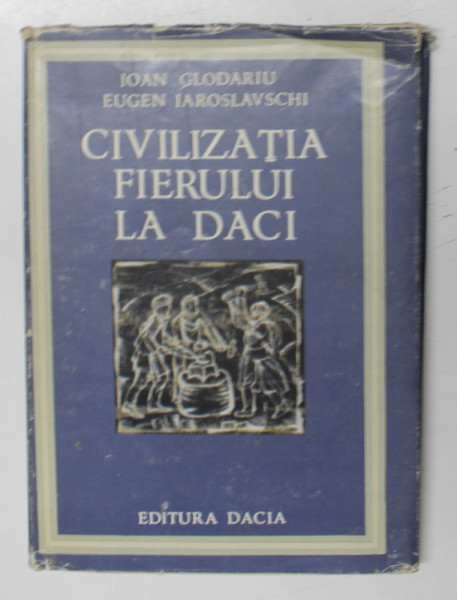 IOAN GLODARIU
EUGEN IAROSLAVSCHI
CIVILIZAȚIA
FIERULUI
LA DACI
EDITURA DACIA